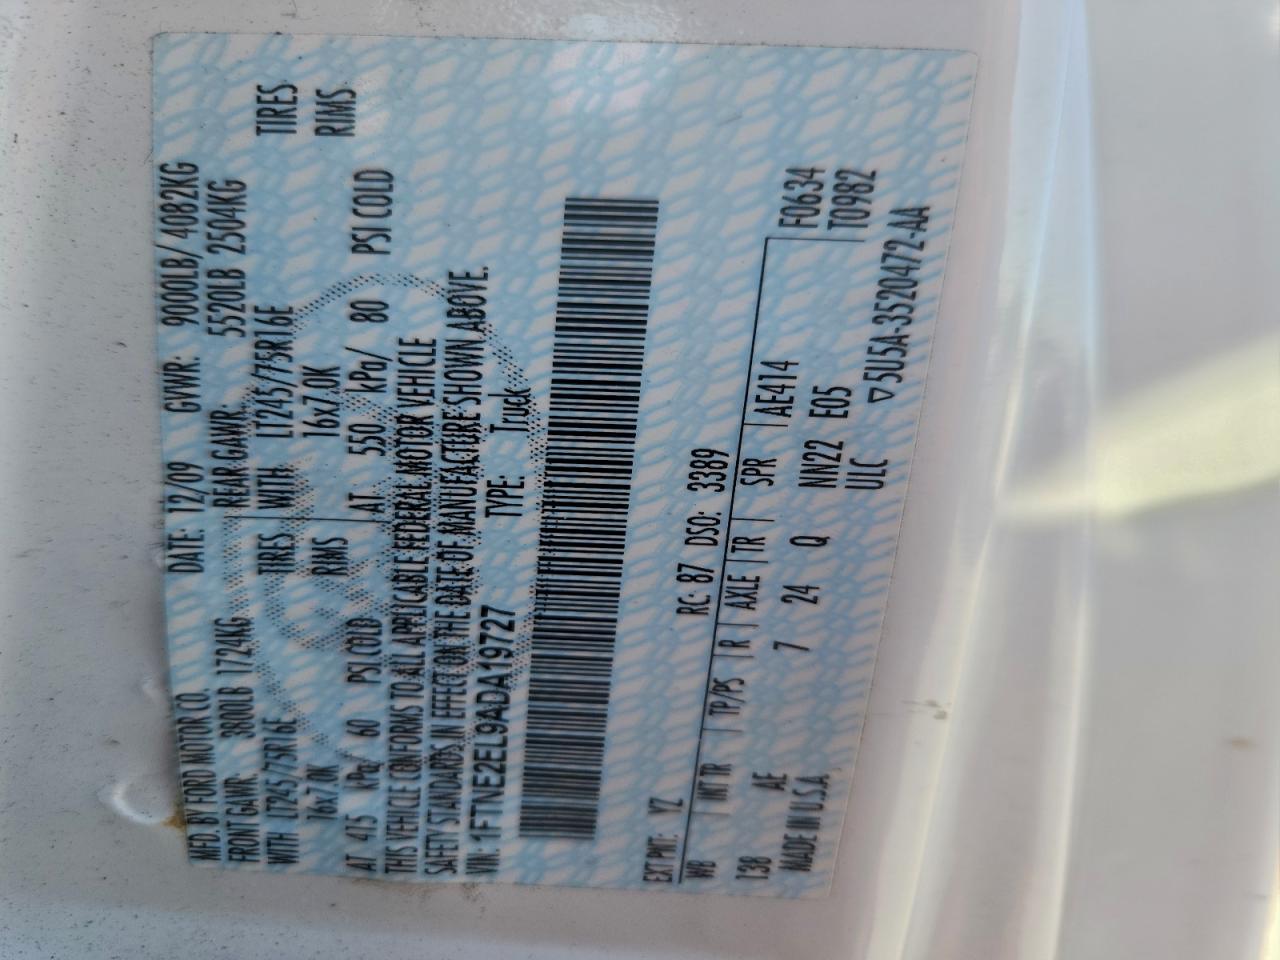 MFD. BY FORD MOTOR CO.
DATE: 12/09 GVWR: 9000LB/ 4082KG
FRONT GAWR: 3800LB 1724KG
REAR GAWR: 5520LB 2504KG
WITH LT245/75R16E TIRES
WITH LT245/75R16E TIRES
16x7.0K RIMS
16x7.0K RIMS
AT 415 kPa/ 60 PSI COLD
AT 550 kPa/ 80 PSI COLD
THIS VEHICLE CONFORMS TO ALL APPLICABLE FEDERAL MOTOR VEHICLE
SAFETY STANDARDS IN EFFECT ON THE DATE OF MANUFACTURE SHOWN ABOVE.
VIN: 1FTNE2EL9ADA19727
TYPE: Truck
F0634
T0982
EXT PNT: YZ RC: 87 DSO: 3389
WB INT TR TP/PS R AXLE TR SPR AE414
138 AE 7 24 Q NN22 E05
MADE IN U.S.A. ULC ▽5U5A-3520472-AA